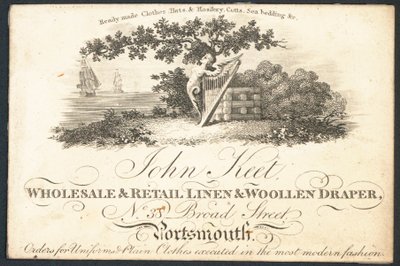 Ready made Clothes Hats & Hosiery, Cotts, Sea bedding &c.
John Keet,
WHOLESALE & RETAIL LINEN & WOOLLEN DRAPER,
No. 35 Broad Street
Portsmouth.
Orders for Uniforms & Plain Clothes executed in the most modern fashion.